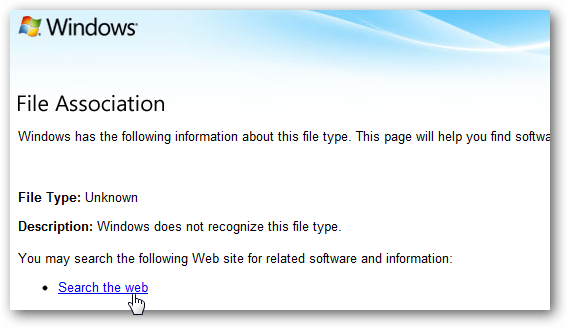 Windows
File Association
Windows has the following information about this file type. This page will help you find
File Type: Unknown
Description: Windows does not recognize this file type.
You may search the following Web site for related software and information:
Search the web